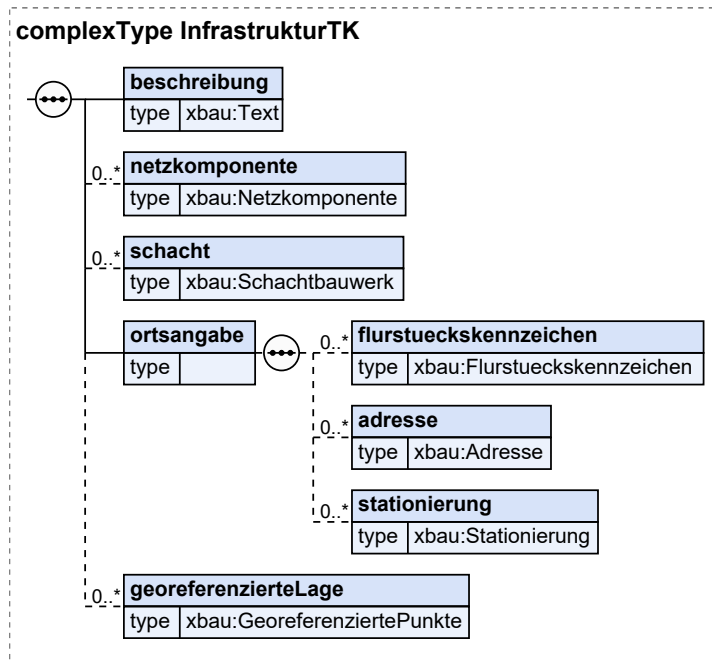 complexType InfrastrukturTK
beschreibung
type xbau:Text
0..* netzkomponente
type xbau:Netzkomponente
0..* schacht
type xbau:Schachtbauwerk
ortsangabe
type
0..* flurstueckskennzeichen
type xbau:Flurstueckskennzeichen
0..* adresse
type xbau:Adresse
0..* stationierung
type xbau:Stationierung
0..* georeferenzierteLage
type xbau:GeoreferenziertePunkte